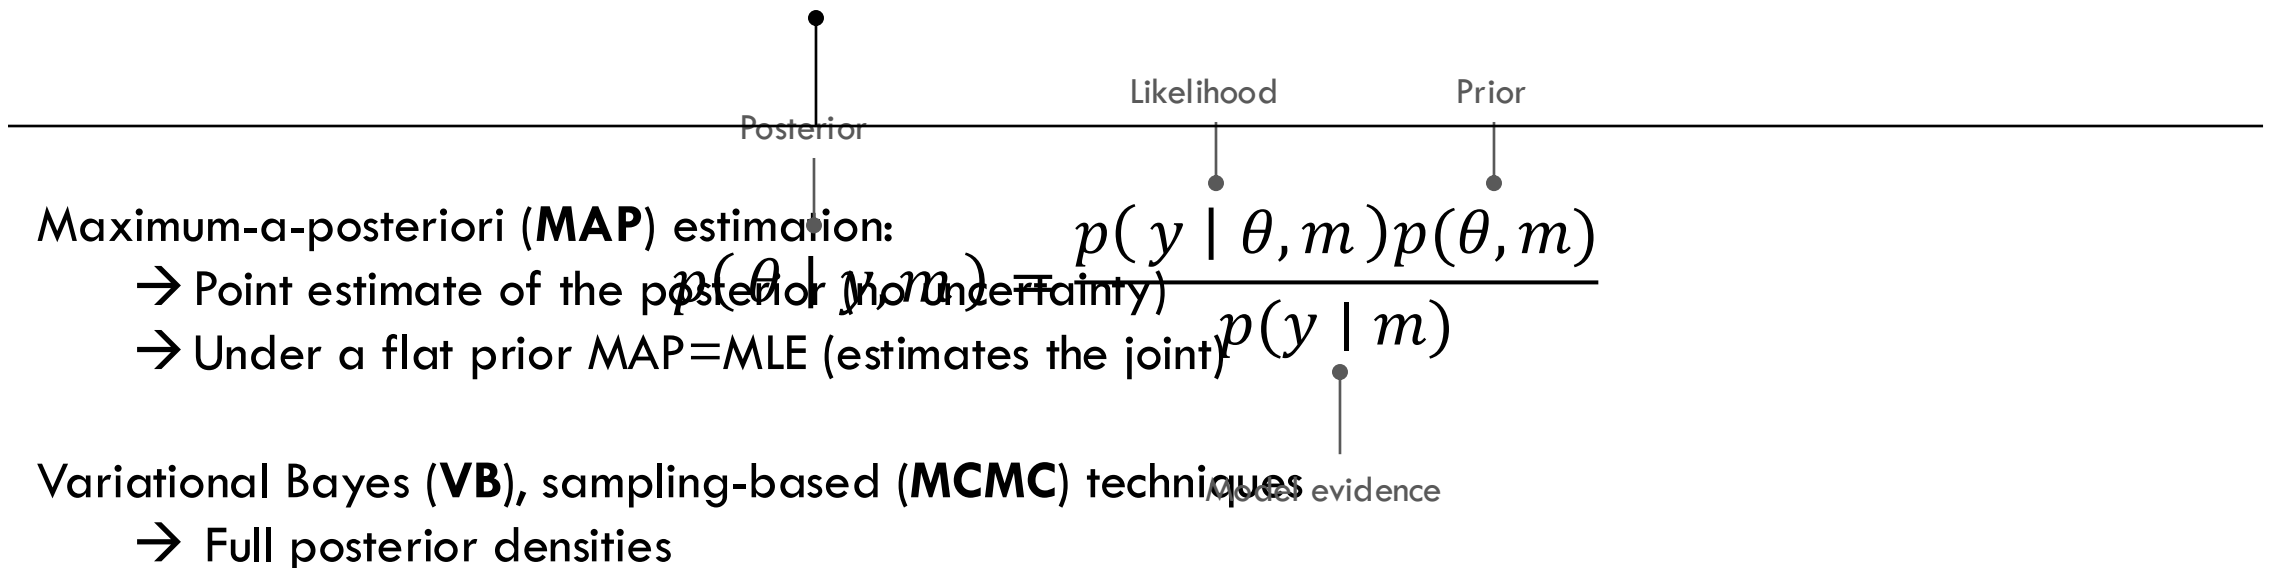 Likelihood Prior
Posterior
Maximum-a-posteriori (MAP) estimation:
p( y | θ, m )p(θ, m)
p( θ | y, m ) =
→ Point estimate of the posterior (no uncertainty)
p(y | m)
→ Under a flat prior MAP=MLE (estimates the joint)
Variational Bayes (VB), sampling-based (MCMC) techniques
Model evidence
→ Full posterior densities